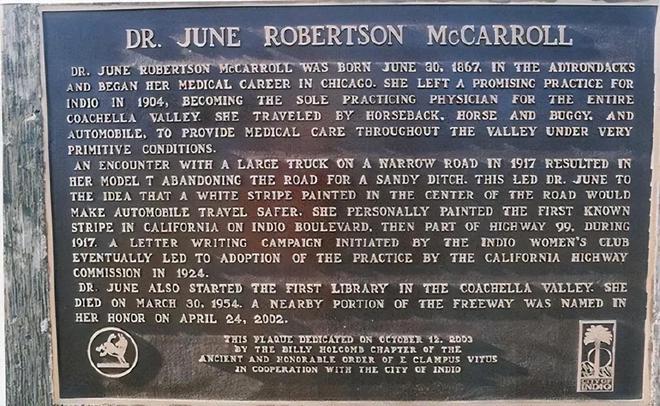 DR. JUNE ROBERTSON McCARROLL
DR. JUNE ROBERTSON McCARROLL WAS BORN JUNE 30, 1867, IN THE ADIRONDACKS
AND BEGAN HER MEDICAL CAREER IN CHICAGO. SHE LEFT A PROMISING PRACTICE FOR
INDIO IN 1904, BECOMING THE SOLE PRACTICING PHYSICIAN FOR THE ENTIRE
COACHELLA VALLEY. SHE TRAVELED BY HORSEBACK, HORSE AND BUGGY, AND
AUTOMOBILE, TO PROVIDE MEDICAL CARE THROUGHOUT THE VALLEY UNDER VERY
PRIMITIVE CONDITIONS.
AN ENCOUNTER WITH A LARGE TRUCK ON A NARROW ROAD IN 1917 RESULTED IN
HER MODEL T ABANDONING THE ROAD FOR A SANDY DITCH. THIS LED DR. JUNE TO
THE IDEA THAT A WHITE STRIPE PAINTED IN THE CENTER OF THE ROAD WOULD
MAKE AUTOMOBILE TRAVEL SAFER. SHE PERSONALLY PAINTED THE FIRST KNOWN
STRIPE IN CALIFORNIA ON INDIO BOULEVARD, THEN PART OF HIGHWAY 99, DURING
1917. A LETTER WRITING CAMPAIGN INITIATED BY THE INDIO WOMEN'S CLUB
EVENTUALLY LED TO ADOPTION OF THE PRACTICE BY THE CALIFORNIA HIGHWAY
COMMISSION IN 1924.
DR. JUNE ALSO STARTED THE FIRST LIBRARY IN THE COACHELLA VALLEY. SHE
DIED ON MARCH 30, 1954. A NEARBY PORTION OF THE FREEWAY WAS NAMED IN
HER HONOR ON APRIL 24, 2002.
THIS PLAQUE DEDICATED ON OCTOBER 12, 2003
BY THE BILLY HOLCOMB CHAPTER OF THE
ANCIENT AND HONORABLE ORDER OF E CLAMPUS VITUS
IN COOPERATION WITH THE CITY OF INDIO
CITY OF
INDIO